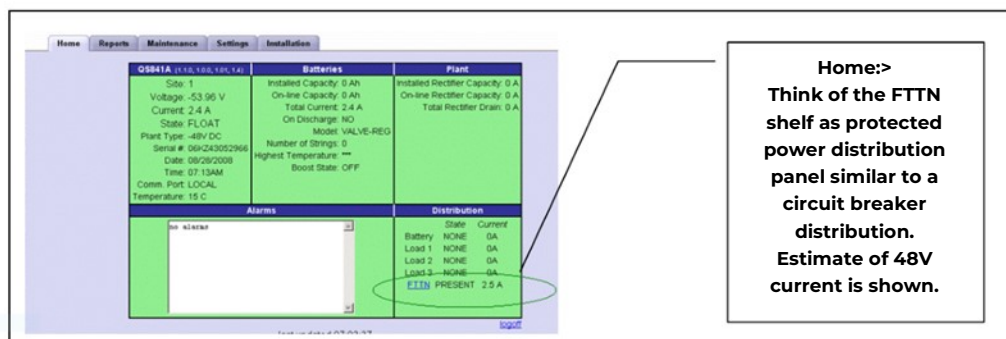 Home Reports Maintenance Settings Installation
QS841A (1.1.0, 1.0.0, 1.01, 1.4)
Site: 1
Voltage: -53.96 V
Current: 2.4 A
State: FLOAT
Plant Type: -48V DC
Serial #: 06HZ43052966
Date: 08/28/2008
Time: 07:13AM
Comm. Port: LOCAL
Temperature: 15 C
Batteries
Installed Capacity: 0 Ah
On-line Capacity: 0 Ah
Total Current: 2.4 A
On Discharge: NO
Model: VALVE-REG
Number of Strings: 0
Highest Temperature: ***
Boost State: OFF
Plant
Installed Rectifier Capacity: 0 A
On-line Rectifier Capacity: 0 A
Total Rectifier Drain: 0 A
Alarms
no alarms
Distribution
State Current
Battery NONE 0A
Load 1 NONE 0A
Load 2 NONE 0A
Load 3 NONE 0A
FTTN PRESENT 2.5 A
logoff
Home:>
Think of the FTTN
shelf as protected
power distribution
panel similar to a
circuit breaker
distribution.
Estimate of 48V
current is shown.